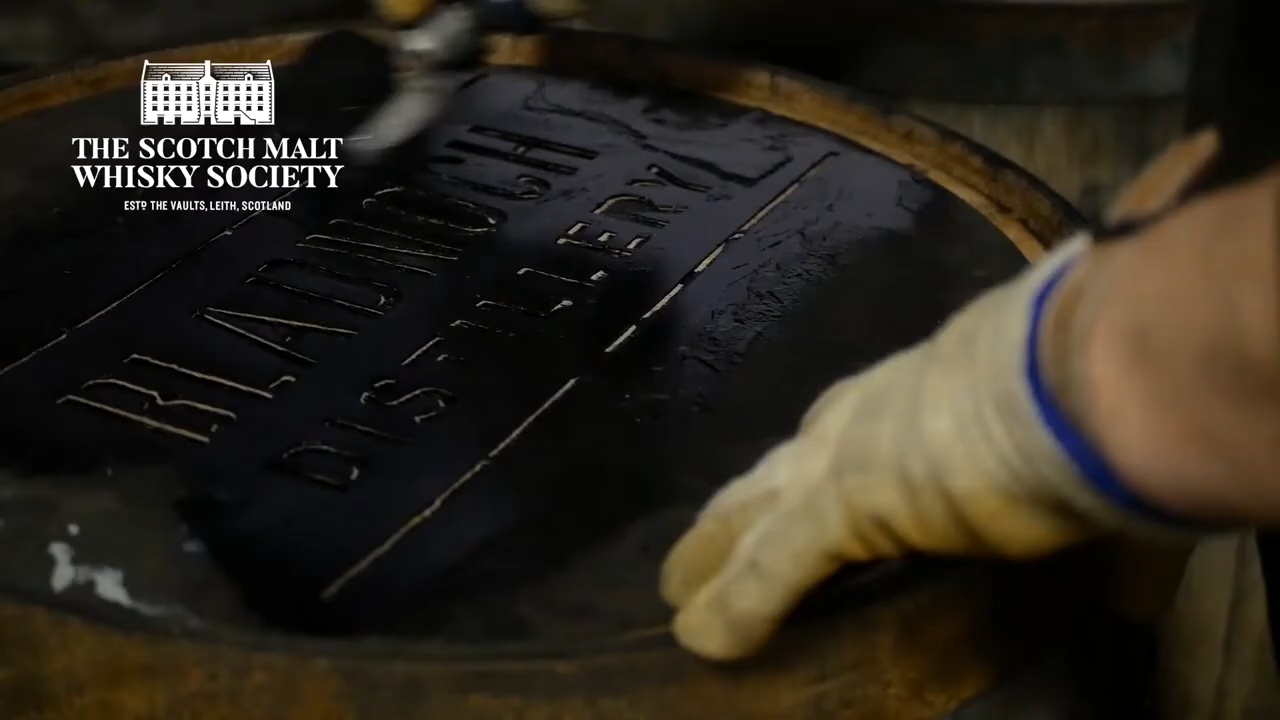 THE SCOTCH MALT
WHISKY SOCIETY
ESTD THE VAULTS, LEITH, SCOTLAND
BLADNOCH
DISTILLERY